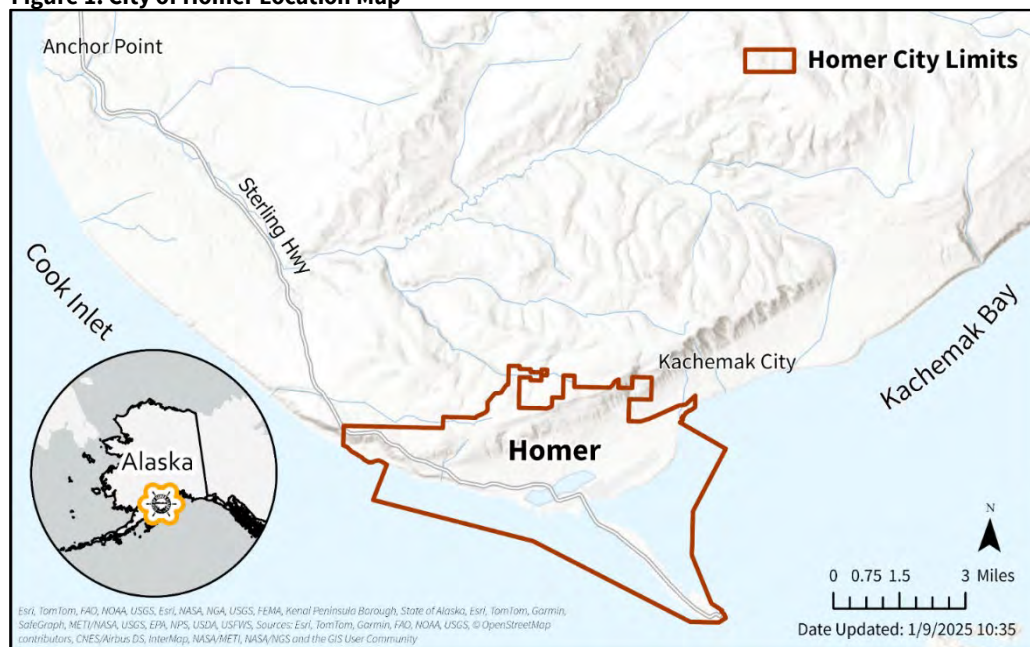 Figure 1. City of Homer Location Map
Anchor Point
Homer City Limits
Sterling Hwy
Cook Inlet
Kachemak City
Kachemak Bay
Homer
Alaska
N
0 0.75 1.5 3 Miles
Esri, TomTom, FAO, NOAA, USGS, Esri, NASA, NGA, USGS, FEMA, Kenai Peninsula Borough, State of Alaska, Esri, TomTom, Garmin,
SafeGraph, METI/NASA, USGS, EPA, NPS, USDA, USFWS, Sources: Esri, TomTom, Garmin, FAO, NOAA, USGS, © OpenStreetMap
contributors, CNES/Airbus DS, InterMap, NASA/METI, NASA/NGS and the GIS User Community
Date Updated: 1/9/2025 10:35